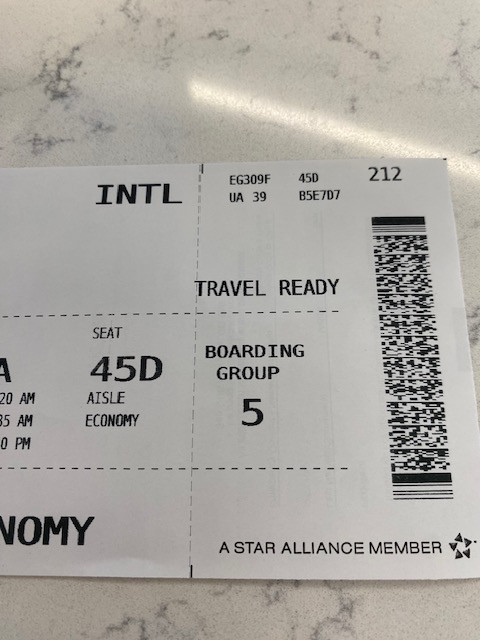 INTL
EG309F 45D
UA 39 B5E7D7
212
TRAVEL READY
SEAT
A 45D
20 AM AISLE
35 AM ECONOMY
0 PM
BOARDING
GROUP
5
NOMY
A STAR ALLIANCE MEMBER